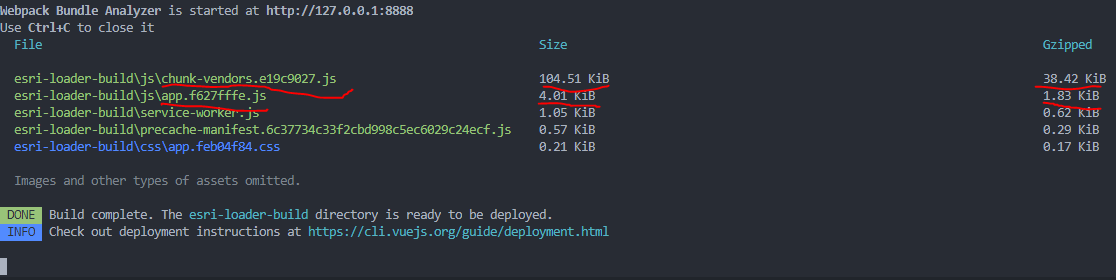 Webpack Bundle Analyzer is started at http://127.0.0.1:8888
Use Ctrl+C to close it
File Size Gzipped
esri-loader-build\js\chunk-vendors.e19c9027.js 104.51 KiB 38.42 KiB
esri-loader-build\js\app.f627fffe.js 4.01 KiB 1.83 KiB
esri-loader-build\service-worker.js 1.05 KiB 0.62 KiB
esri-loader-build\precache-manifest.6c37734c33f2cbd998c5ec6029c24ecf.js 0.57 KiB 0.29 KiB
esri-loader-build\css\app.feb04f84.css 0.21 KiB 0.17 KiB
Images and other types of assets omitted.
DONE Build complete. The esri-loader-build directory is ready to be deployed.
INFO Check out deployment instructions at https://cli.vuejs.org/guide/deployment.html